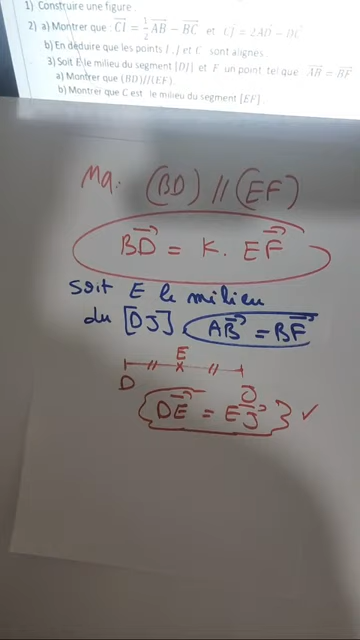 1) Construire une figure.
2) a) Montrer que : CI = 1/2 AB − BC et CJ = 2AD − DC
b) En déduire que les points I, J et C sont alignés.
3) Soit E le milieu du segment [DJ] et F un point tel que AB = BF
a) Montrer que (BD)//(EF).
b) Montrer que C est le milieu du segment [EF].
Mq: (BD) // (EF)
BD = K. EF
Soit E le milieu
du [DJ], AB = BF
E
D J
DE = EJ } ✓